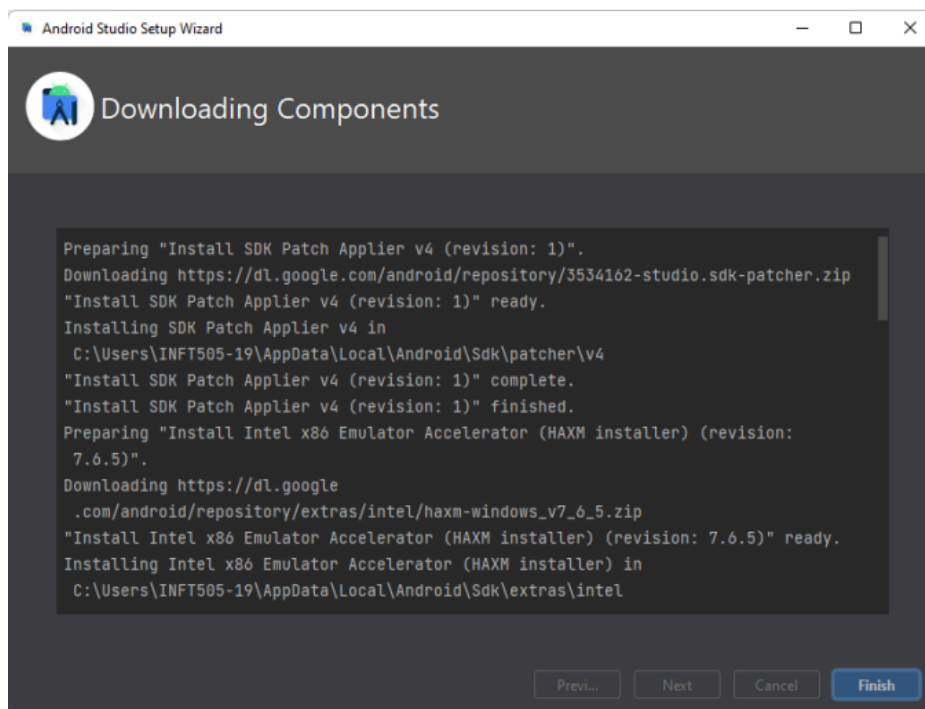 Android Studio Setup Wizard
Downloading Components
Preparing "Install SDK Patch Applier v4 (revision: 1)".
Downloading https://dl.google.com/android/repository/3534162-studio.sdk-patcher.zip
"Install SDK Patch Applier v4 (revision: 1)" ready.
Installing SDK Patch Applier v4 in
C:\Users\INFT505-19\AppData\Local\Android\Sdk\patcher\v4
"Install SDK Patch Applier v4 (revision: 1)" complete.
"Install SDK Patch Applier v4 (revision: 1)" finished.
Preparing "Install Intel x86 Emulator Accelerator (HAXM installer) (revision:
7.6.5)".
Downloading https://dl.google
.com/android/repository/extras/intel/haxm-windows_v7_6_5.zip
"Install Intel x86 Emulator Accelerator (HAXM installer) (revision: 7.6.5)" ready.
Installing Intel x86 Emulator Accelerator (HAXM installer) in
C:\Users\INFT505-19\AppData\Local\Android\Sdk\extras\intel
Previ... Next Cancel Finish